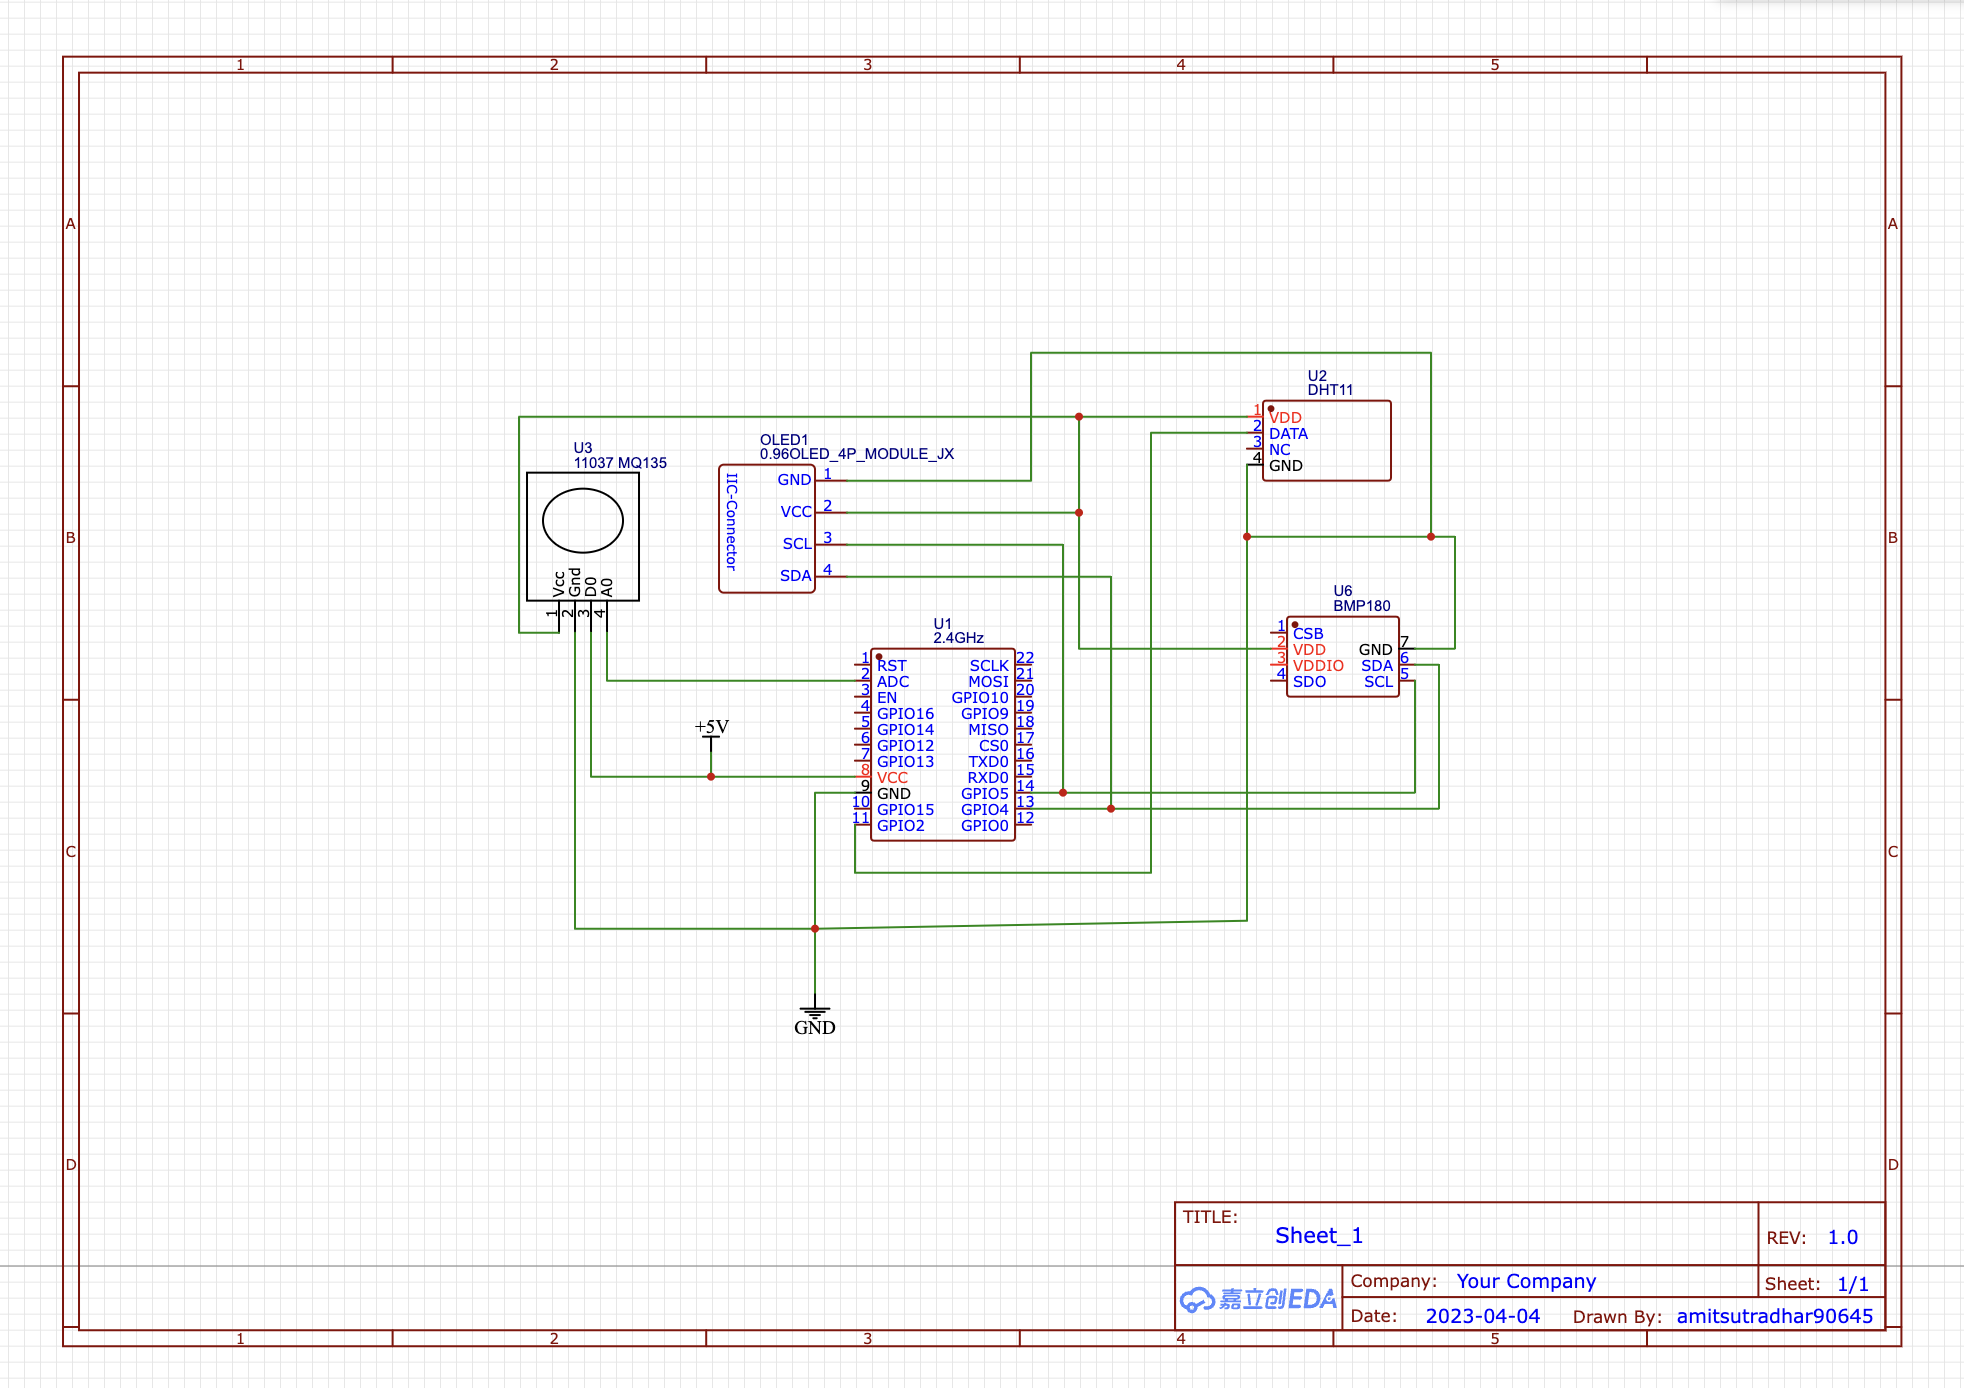 1 2 3 4 5
A A
B B
C C
D D
U2
DHT11
1 VDD
2 DATA
3 NC
4 GND
U3
11037 MQ135
Vcc Gnd D0 A0
1 2 3 4
OLED1
0.96OLED_4P_MODULE_JX
IIC-Connector
GND 1
VCC 2
SCL 3
SDA 4
U6
BMP180
1 CSB
2 VDD GND 7
3 VDDIO SDA 6
4 SDO SCL 5
U1
2.4GHz
1 RST SCLK 22
2 ADC MOSI 21
3 EN GPIO10 20
4 GPIO16 GPIO9 19
5 GPIO14 MISO 18
6 GPIO12 CS0 17
7 GPIO13 TXD0 16
8 VCC RXD0 15
9 GND GPIO5 14
10 GPIO15 GPIO4 13
11 GPIO2 GPIO0 12
+5V
GND
TITLE:
Sheet_1
REV: 1.0
嘉立创EDA
Company: Your Company
Sheet: 1/1
Date: 2023-04-04 Drawn By: amitsutradhar90645
1 2 3 4 5